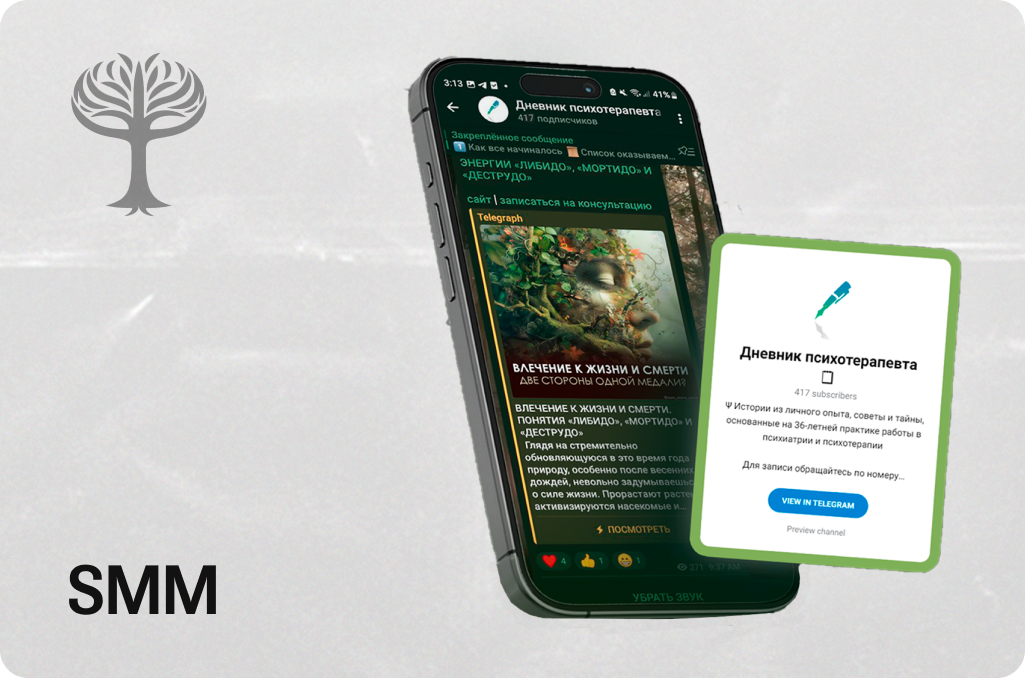 3:13
41%
Дневник психотерапевта
417 подписчиков
Закреплённое сообщение
1 Как все начиналось Список оказываем...
ЭНЕРГИИ «ЛИБИДО», «МОРТИДО» И
«ДЕСТРУДО»
сайт | записаться на консультацию
Telegraph
ВЛЕЧЕНИЕ К ЖИЗНИ И СМЕРТИ
ДВЕ СТОРОНЫ ОДНОЙ МЕДАЛИ?
ВЛЕЧЕНИЕ К ЖИЗНИ И СМЕРТИ.
ПОНЯТИЯ «ЛИБИДО», «МОРТИДО» И
«ДЕСТРУДО»
Глядя на стремительно
обновляющуюся в это время года
природу, особенно после весенних
дождей, невольно задумываешьс
о силе жизни. Прорастают расте
активизируются насекомые и...
ПОСМОТРЕТЬ
4 1 1
371 9:37 AM
УБРАТЬ ЗВУК
Дневник психотерапевта
417 subscribers
Ψ Истории из личного опыта, советы и тайны,
основанные на 36-летней практике работы в
психиатрии и психотерапии
Для записи обращайтесь по номеру...
VIEW IN TELEGRAM
Preview channel
SMM